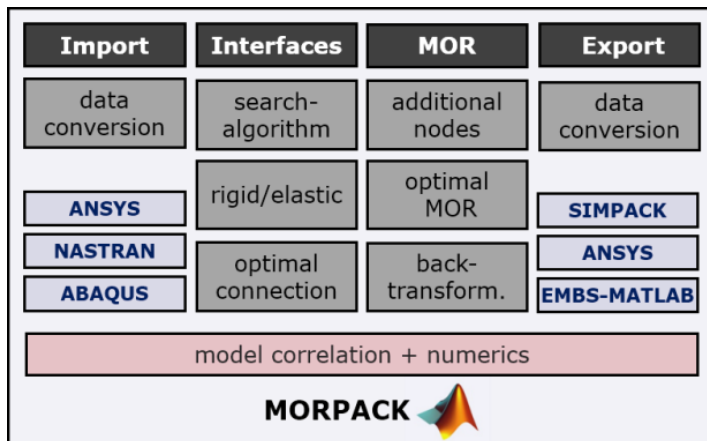 Import
Interfaces
MOR
Export
data
conversion
search-
algorithm
additional
nodes
data
conversion
rigid/elastic
optimal
MOR
ANSYS
NASTRAN
ABAQUS
optimal
connection
back-
transform.
SIMPACK
ANSYS
EMBS-MATLAB
model correlation + numerics
MORPACK